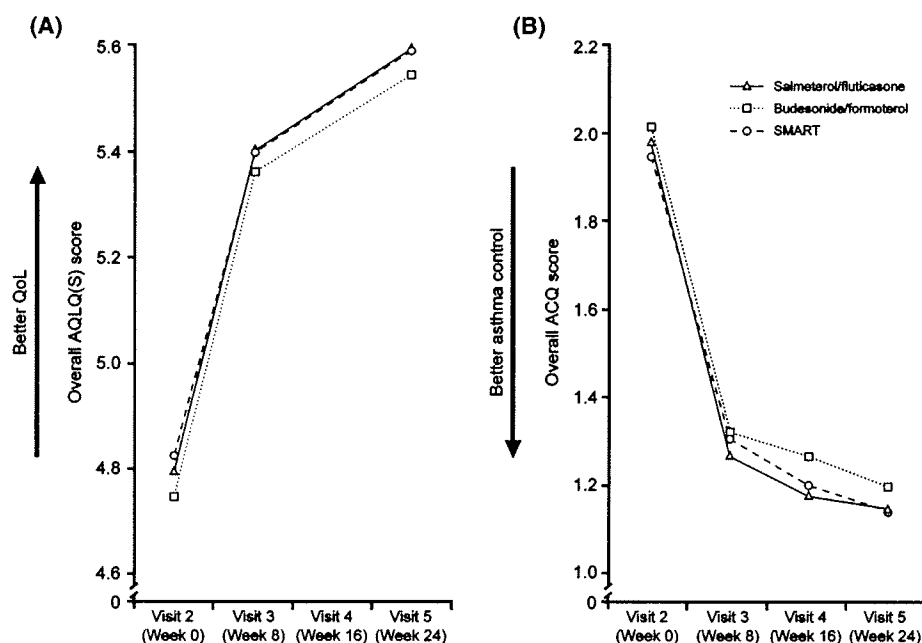 (A)
Better QoL
Overall AQLQ(S) score
5.6
5.4
5.2
5.0
4.8
4.6
0
Visit 2 Visit 3 Visit 4 Visit 5
(Week 0) (Week 8) (Week 16) (Week 24)
(B)
Better asthma control
Overall ACQ score
2.2
2.0
1.8
1.6
1.4
1.2
1.0
0
Salmeterol/fluticasone
Budesonide/formoterol
SMART
Visit 2 Visit 3 Visit 4 Visit 5
(Week 0) (Week 8) (Week 16) (Week 24)